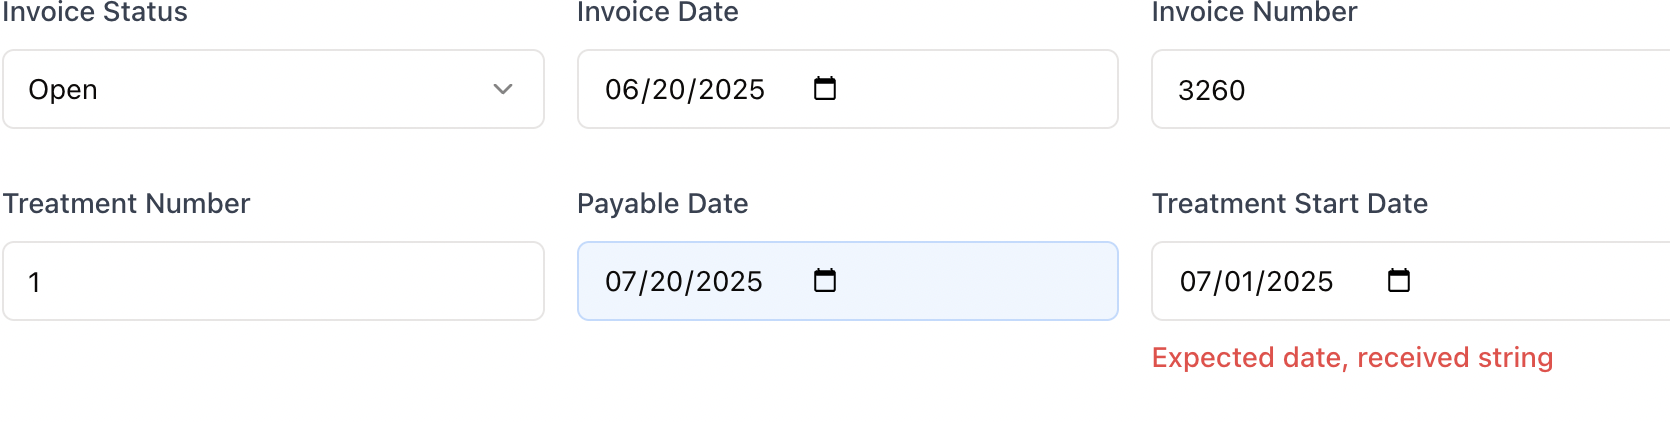 Invoice Status
Invoice Date
Invoice Number
Open
06/20/2025
3260
Treatment Number
Payable Date
Treatment Start Date
1
07/20/2025
07/01/2025
Expected date, received string